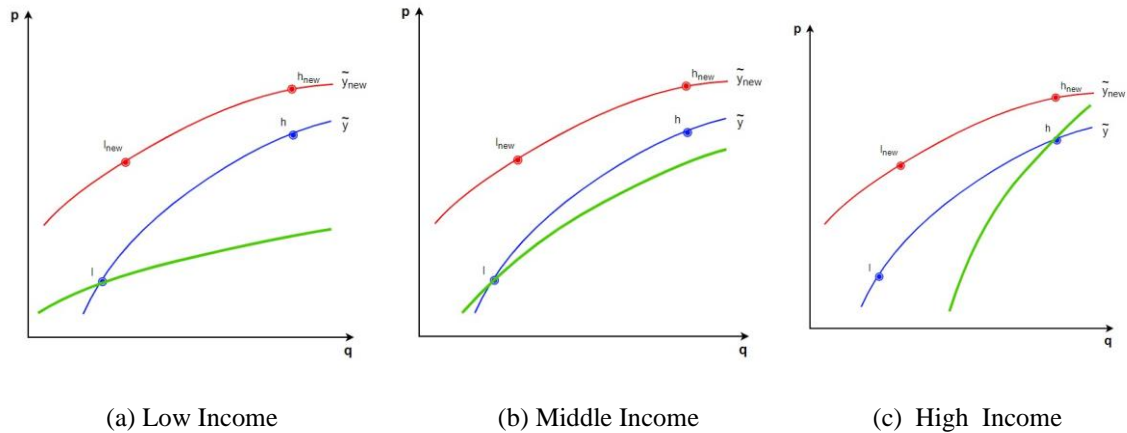 p
h_new
ỹ_new
l_new
h
ỹ
l
q
(a) Low Income
p
h_new
ỹ_new
l_new
h
ỹ
l
q
(b) Middle Income
p
h_new
ỹ_new
l_new
h
ỹ
l
q
(c) High Income